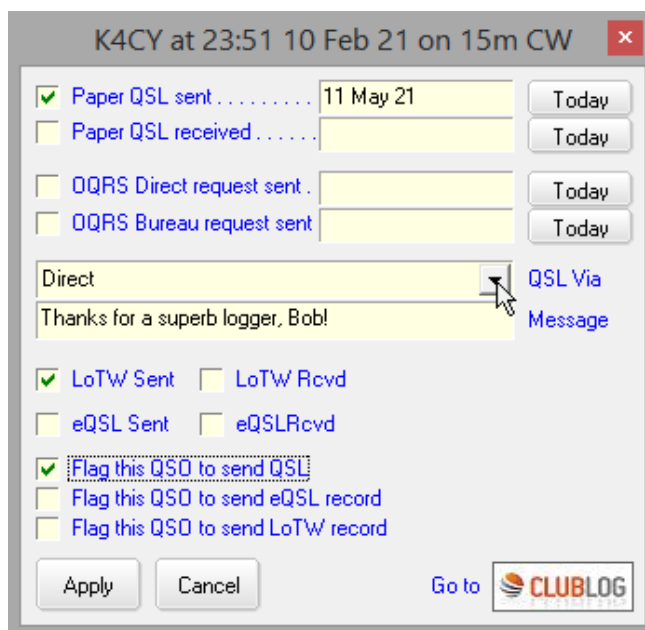 K4CY at 23:51 10 Feb 21 on 15m CW ×
Paper QSL sent . . . . . . . . . 11 May 21 Today
Paper QSL received . . . . . . Today
OQRS Direct request sent . Today
OQRS Bureau request sent Today
Direct QSL Via
Thanks for a superb logger, Bob! Message
LoTW Sent LoTW Rcvd
eQSL Sent eQSLRcvd
Flag this QSO to send QSL
Flag this QSO to send eQSL record
Flag this QSO to send LoTW record
Apply Cancel Go to CLUBLOG